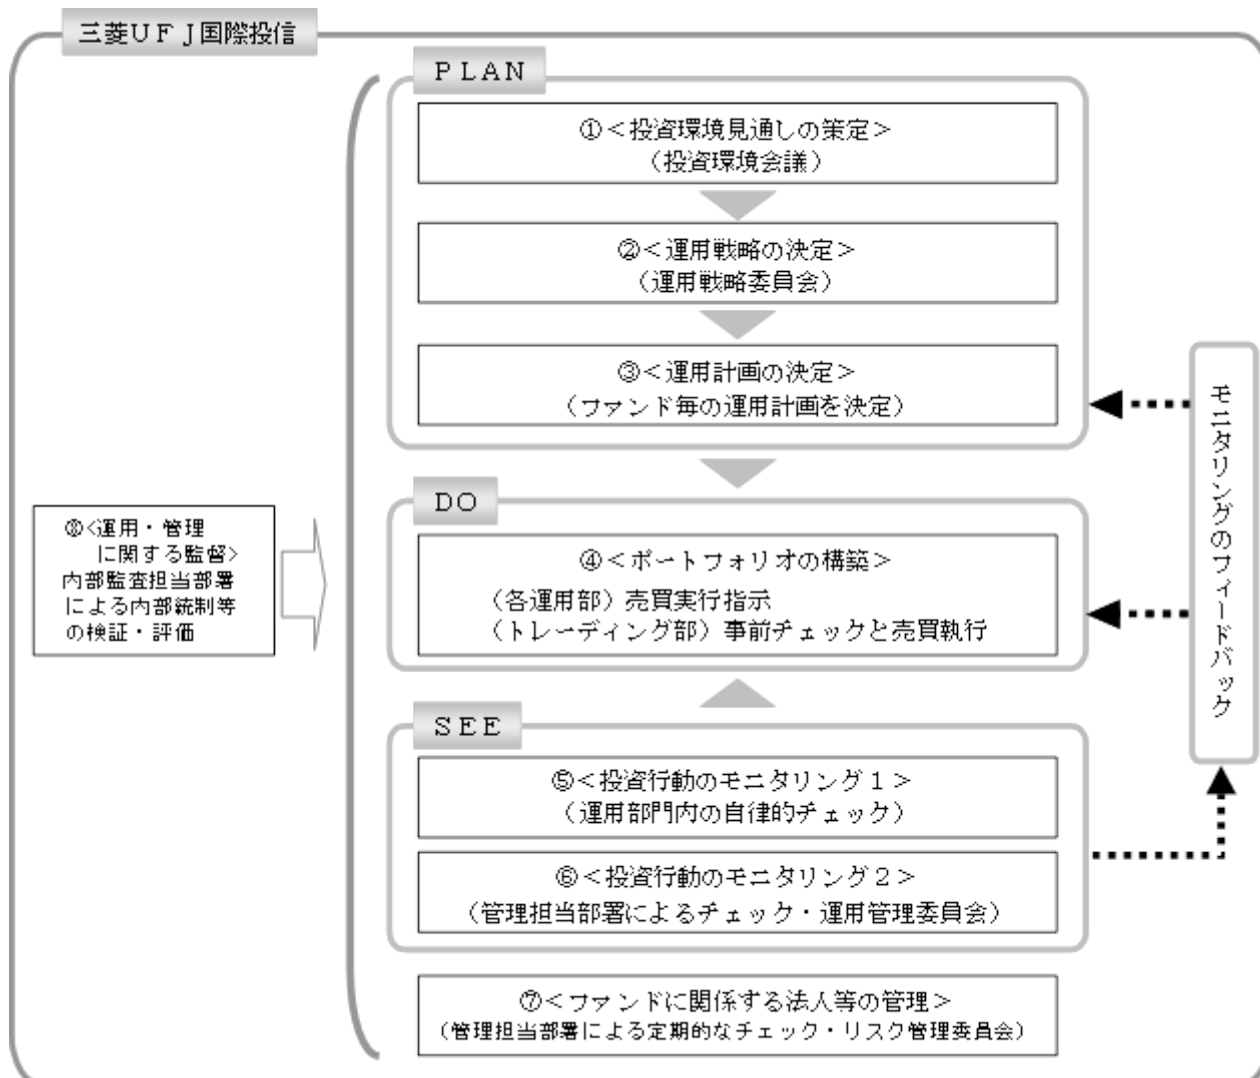 三菱ＵＦＪ国際投信
ＰＬＡＮ
①＜投資環境見通しの策定＞
（投資環境会議）
②＜運用戦略の決定＞
（運用戦略委員会）
③＜運用計画の決定＞
（ファンド毎の運用計画を決定）
ＤＯ
④＜ポートフォリオの構築＞
（各運用部）売買実行指示
（トレーディング部）事前チェックと売買執行
ＳＥＥ
⑤＜投資行動のモニタリング１＞
（運用部門内の自律的チェック）
⑥＜投資行動のモニタリング２＞
（管理担当部署によるチェック・運用管理委員会）
⑦＜ファンドに関係する法人等の管理＞
（管理担当部署による定期的なチェック・リスク管理委員会）
⑧＜運用・管理
に関する監督＞
内部監査担当部署
による内部統制等
の検証・評価
モニタリングのフィードバック